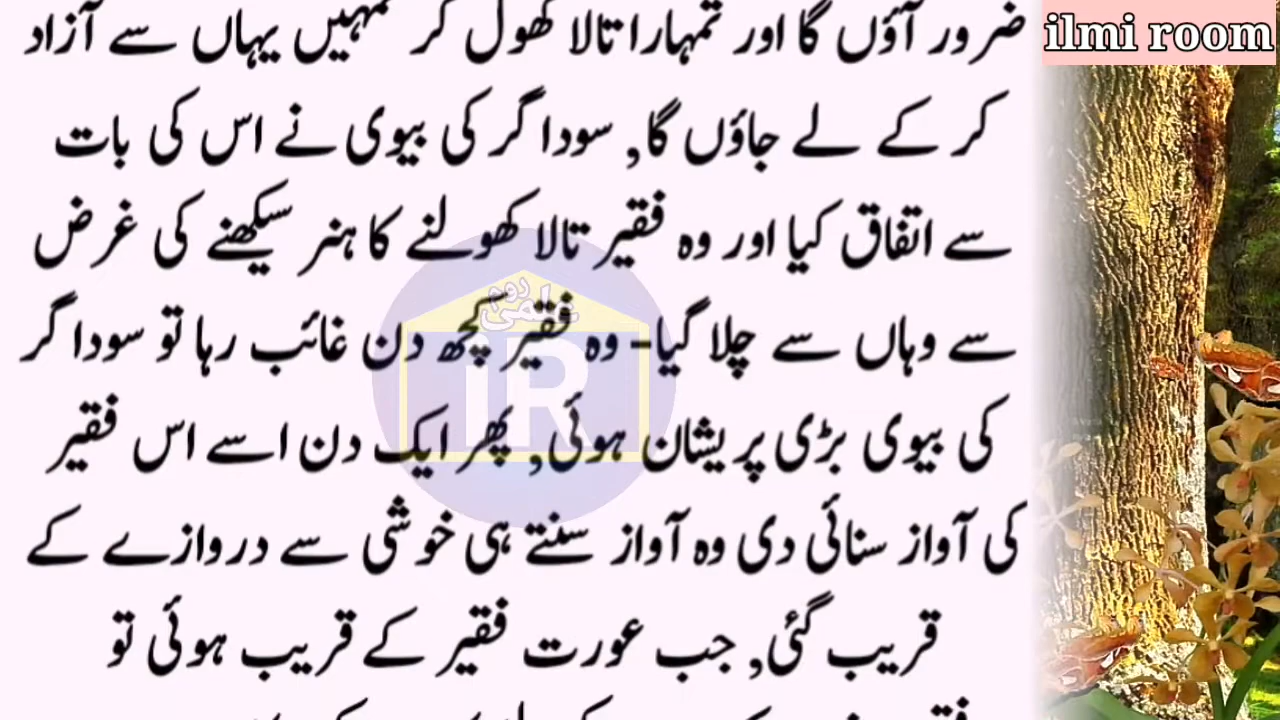 ilmi room
ضرور آؤں گا اور تمہارا تالا کھول کر تمہیں یہاں سے آزاد
کر کے لے جاؤں گا, سوداگر کی بیوی نے اس کی بات
سے اتفاق کیا اور وہ فقیر تالا کھولنے کا ہنر سیکھنے کی غرض
سے وہاں سے چلا گیا- وہ فقیر کچھ دن غائب رہا تو سوداگر
کی بیوی بڑی پریشان ہوئی, پھر ایک دن اسے اس فقیر
کی آواز سنائی دی وہ آواز سنتے ہی خوشی سے دروازے کے
قریب گئی, جب عورت فقیر کے قریب ہوئی تو
علمی روم
iR